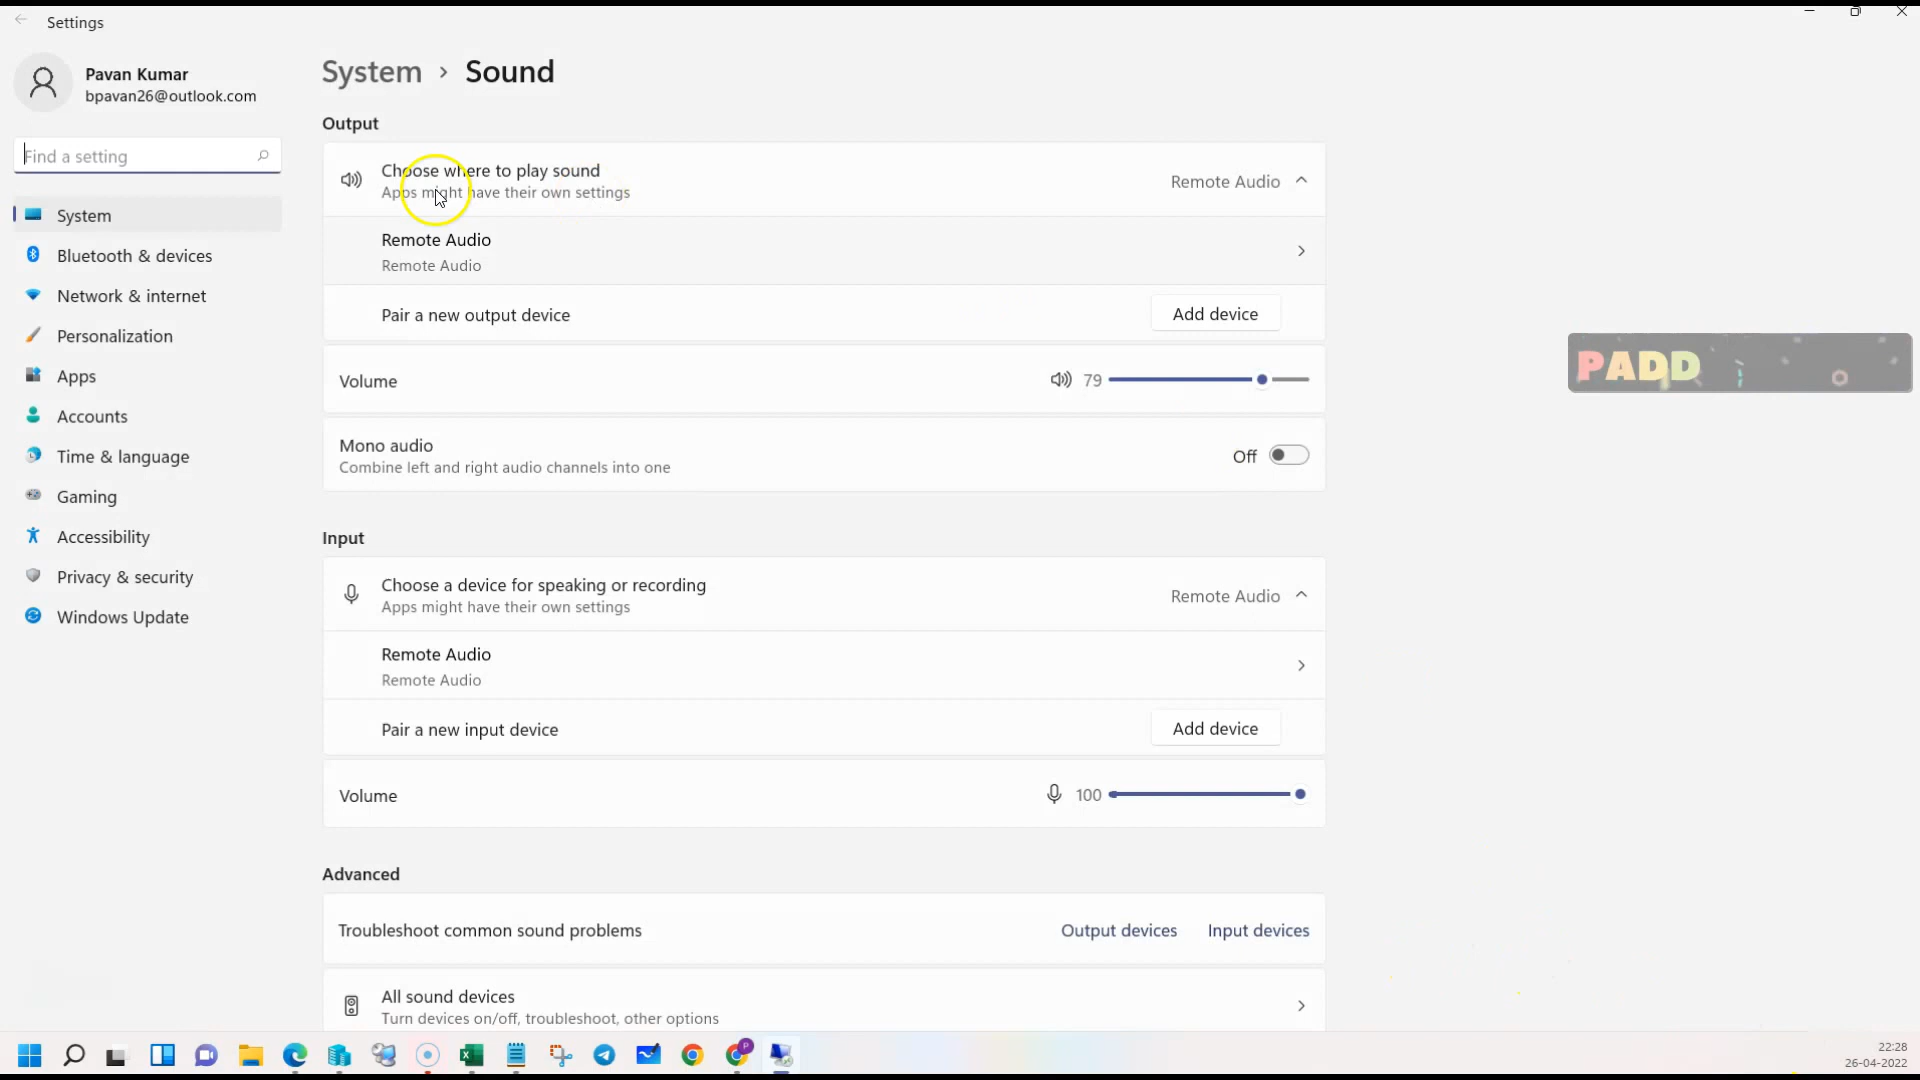 Settings
Pavan Kumar
bpavan26@outlook.com
Find a setting
System
Bluetooth & devices
Network & internet
Personalization
Apps
Accounts
Time & language
Gaming
Accessibility
Privacy & security
Windows Update
System › Sound
Output
Choose where to play sound
Apps might have their own settings
Remote Audio
Remote Audio
Remote Audio
Pair a new output device
Add device
Volume
79
Mono audio
Combine left and right audio channels into one
Off
Input
Choose a device for speaking or recording
Apps might have their own settings
Remote Audio
Remote Audio
Remote Audio
Pair a new input device
Add device
Volume
100
Advanced
Troubleshoot common sound problems
Output devices
Input devices
All sound devices
Turn devices on/off, troubleshoot, other options
PADD
P
22:28
26-04-2022